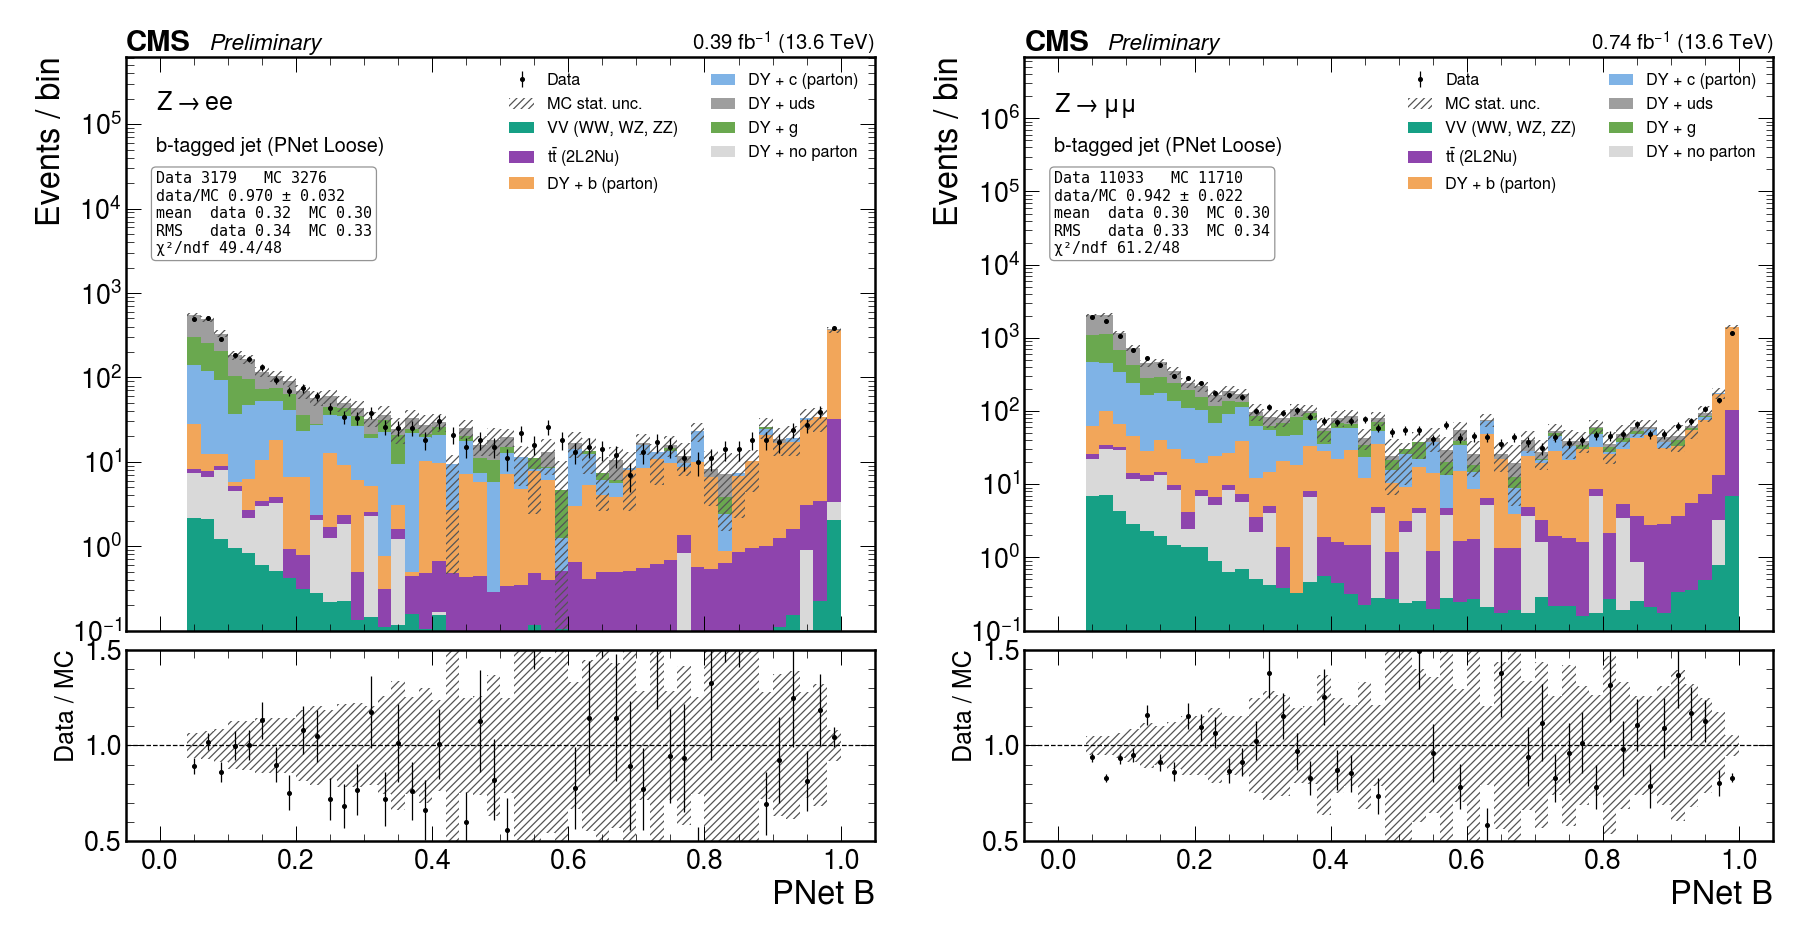 CMS Preliminary 0.39 fb⁻¹ (13.6 TeV)
Events / bin
Z→ee
b-tagged jet (PNet Loose)
Data 3179   MC 3276
data/MC 0.970 ± 0.032
mean  data 0.32  MC 0.30
RMS   data 0.34  MC 0.33
χ²/ndf 49.4/48
Data
MC stat. unc.
VV (WW, WZ, ZZ)
tt̄ (2L2Nu)
DY + b (parton)
DY + c (parton)
DY + uds
DY + g
DY + no parton
10⁵
10⁴
10³
10²
10¹
10⁰
10⁻¹
Data / MC
1.5
1.0
0.5
0.0 0.2 0.4 0.6 0.8 1.0
PNet B
CMS Preliminary 0.74 fb⁻¹ (13.6 TeV)
Events / bin
Z→μμ
b-tagged jet (PNet Loose)
Data 11033   MC 11710
data/MC 0.942 ± 0.022
mean  data 0.30  MC 0.30
RMS   data 0.33  MC 0.34
χ²/ndf 61.2/48
Data
MC stat. unc.
VV (WW, WZ, ZZ)
tt̄ (2L2Nu)
DY + b (parton)
DY + c (parton)
DY + uds
DY + g
DY + no parton
10⁶
10⁵
10⁴
10³
10²
10¹
10⁰
10⁻¹
Data / MC
1.5
1.0
0.5
0.0 0.2 0.4 0.6 0.8 1.0
PNet B